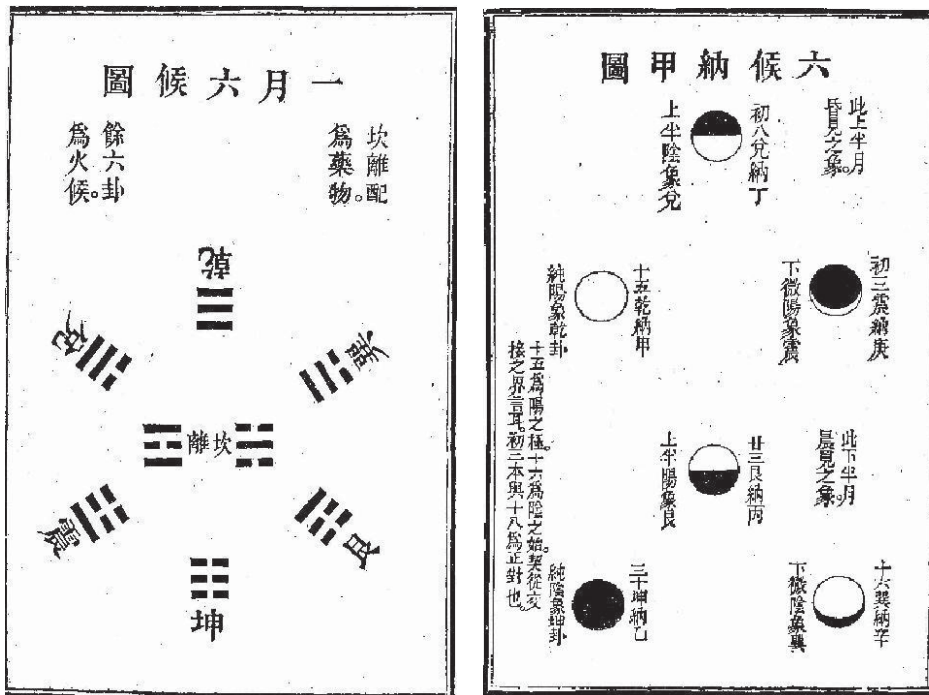 一月六候圖
坎離配
爲藥物。
餘六卦
爲火候。
乾
兌
巽
離
坎
震
艮
坤
六候納甲圖
此上半月
昏見之象。
初八兌納丁
上半陰象兌
初三震納庚
下微陽象震
十五乾納甲
純陽象乾卦
此下半月
晨見之象。
廿三艮納丙
上半陽象艮
十六巽納辛
下微陰象巽
三十坤納乙
純陰象坤卦
十五爲陽之極。十六爲陰之始。契從交
接之界言耳。初三本與十八爲正對也。